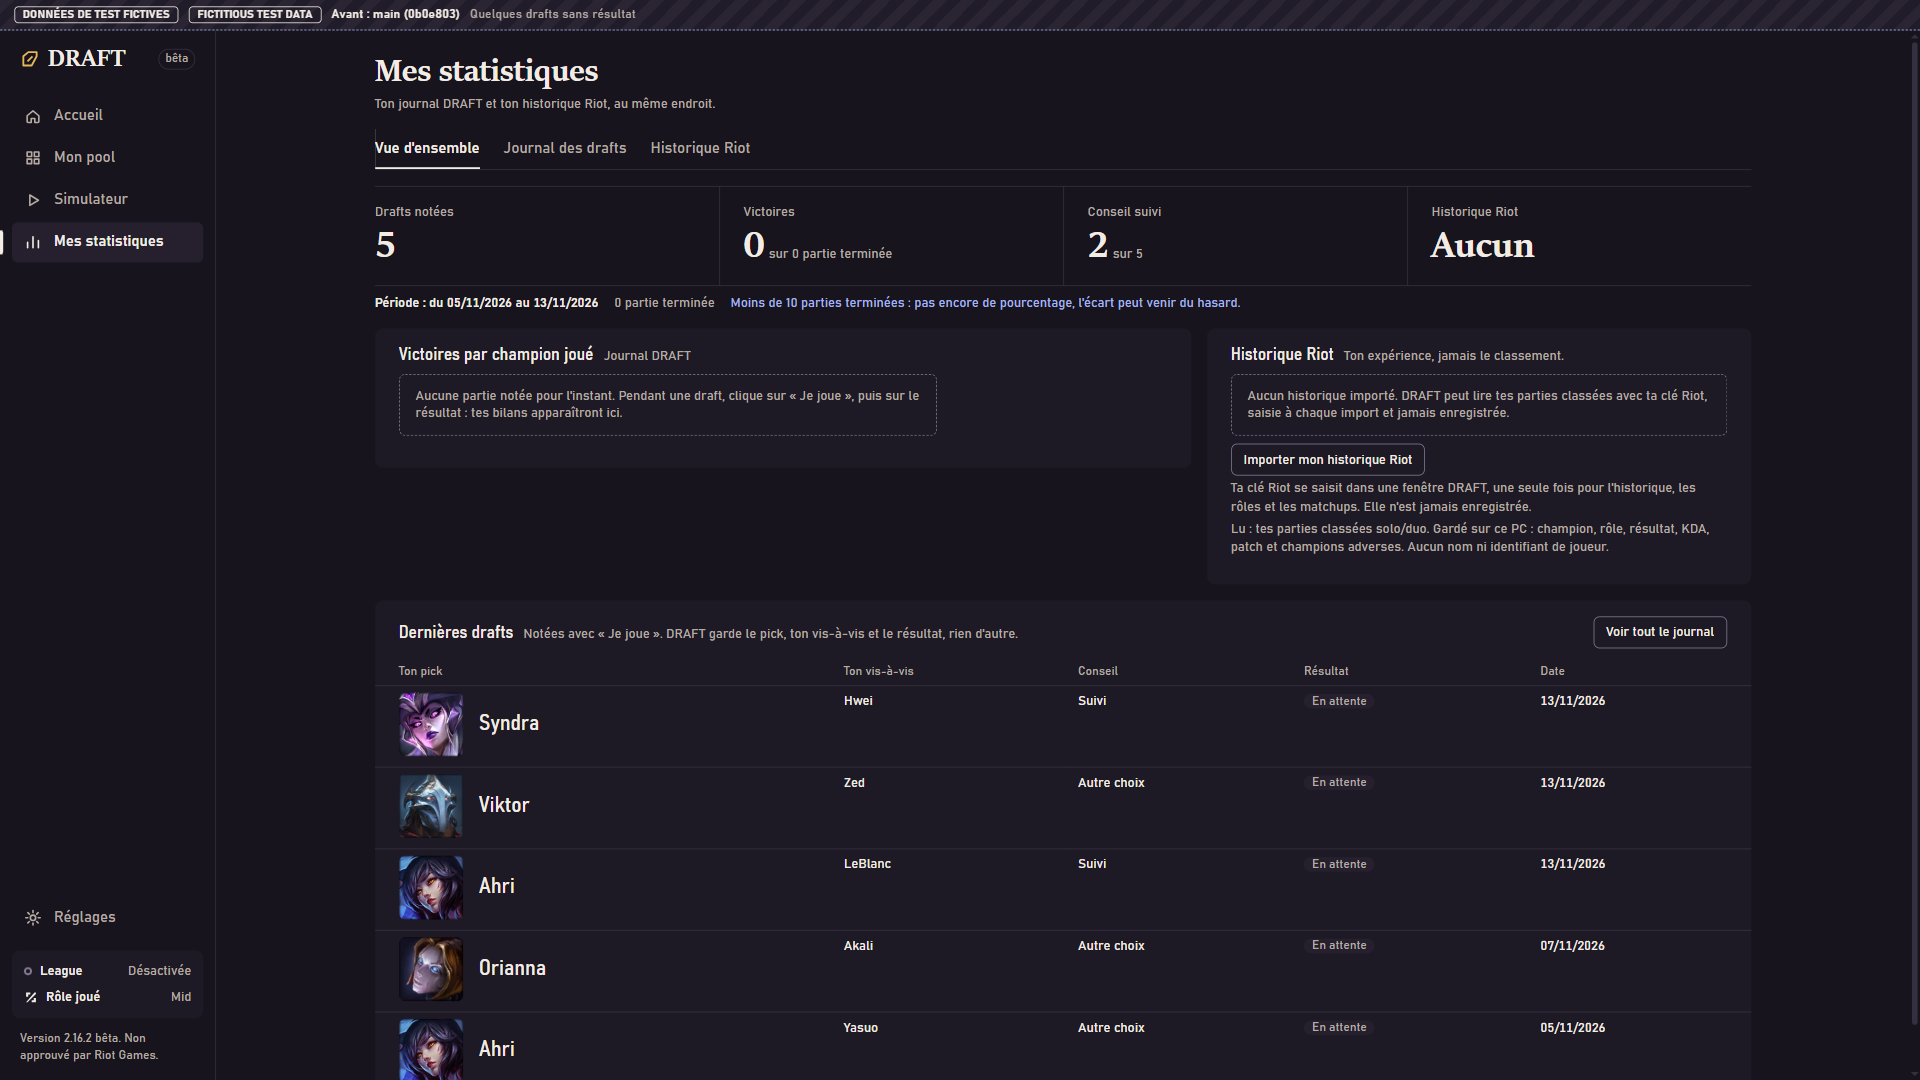 DONNÉES DE TEST FICTIVES FICTITIOUS TEST DATA Avant : main (0b0e803) Quelques drafts sans résultat
DRAFT bêta
Accueil
Mon pool
Simulateur
Mes statistiques
Réglages
League Désactivée
Rôle joué Mid
Version 2.16.2 bêta. Non
approuvé par Riot Games.
Mes statistiques
Ton journal DRAFT et ton historique Riot, au même endroit.
Vue d'ensemble Journal des drafts Historique Riot
Drafts notées
5
Victoires
0 sur 0 partie terminée
Conseil suivi
2 sur 5
Historique Riot
Aucun
Période : du 05/11/2026 au 13/11/2026 0 partie terminée Moins de 10 parties terminées : pas encore de pourcentage, l'écart peut venir du hasard.
Victoires par champion joué Journal DRAFT
Aucune partie notée pour l'instant. Pendant une draft, clique sur « Je joue », puis sur le
résultat : tes bilans apparaîtront ici.
Historique Riot Ton expérience, jamais le classement.
Aucun historique importé. DRAFT peut lire tes parties classées avec ta clé Riot,
saisie à chaque import et jamais enregistrée.
Importer mon historique Riot
Ta clé Riot se saisit dans une fenêtre DRAFT, une seule fois pour l'historique, les
rôles et les matchups. Elle n'est jamais enregistrée.
Lu : tes parties classées solo/duo. Gardé sur ce PC : champion, rôle, résultat, KDA,
patch et champions adverses. Aucun nom ni identifiant de joueur.
Dernières drafts Notées avec « Je joue ». DRAFT garde le pick, ton vis-à-vis et le résultat, rien d'autre.
Voir tout le journal
Ton pick Ton vis-à-vis Conseil Résultat Date
Syndra Hwei Suivi En attente 13/11/2026
Viktor Zed Autre choix En attente 13/11/2026
Ahri LeBlanc Suivi En attente 13/11/2026
Orianna Akali Autre choix En attente 07/11/2026
Ahri Yasuo Autre choix En attente 05/11/2026